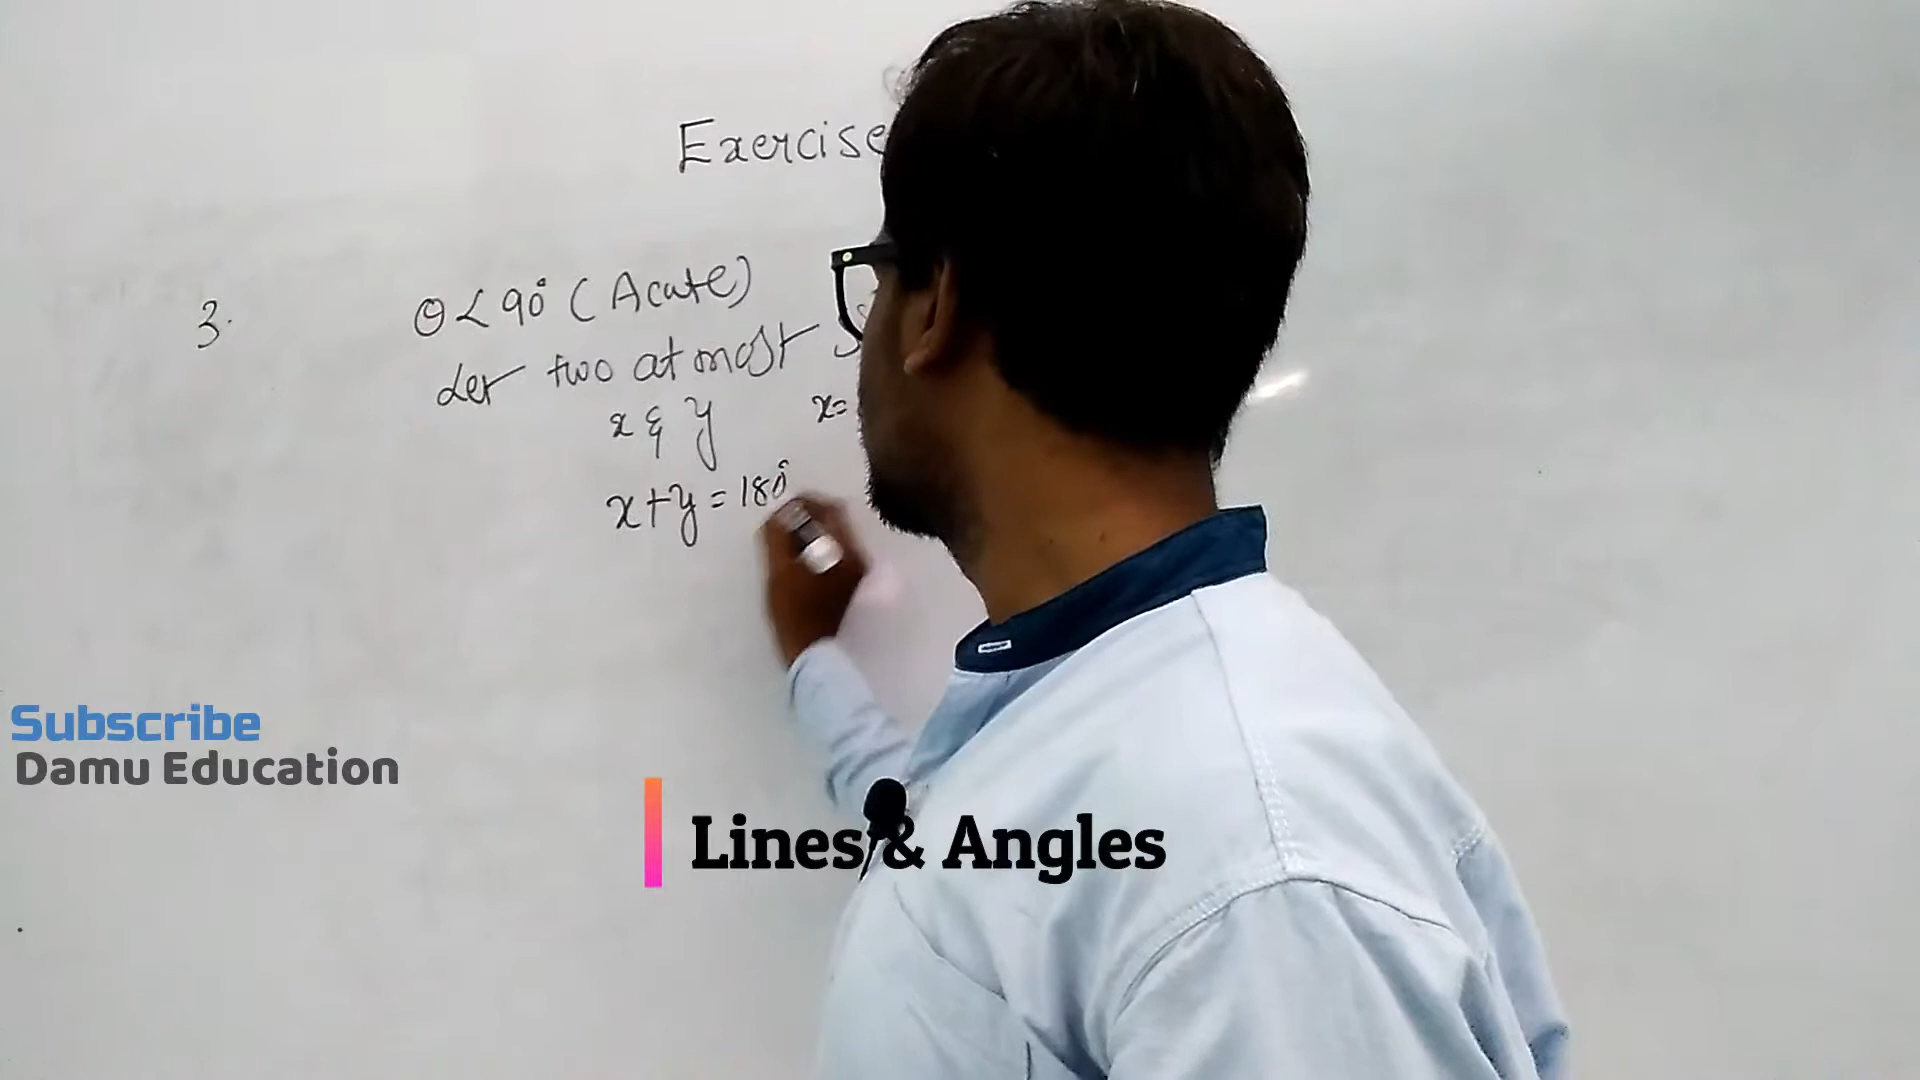 Exercise
3. θ < 90° (Acute)
Let two at most
x & y x=
x+y = 180°
Subscribe
Damu Education
Lines & Angles